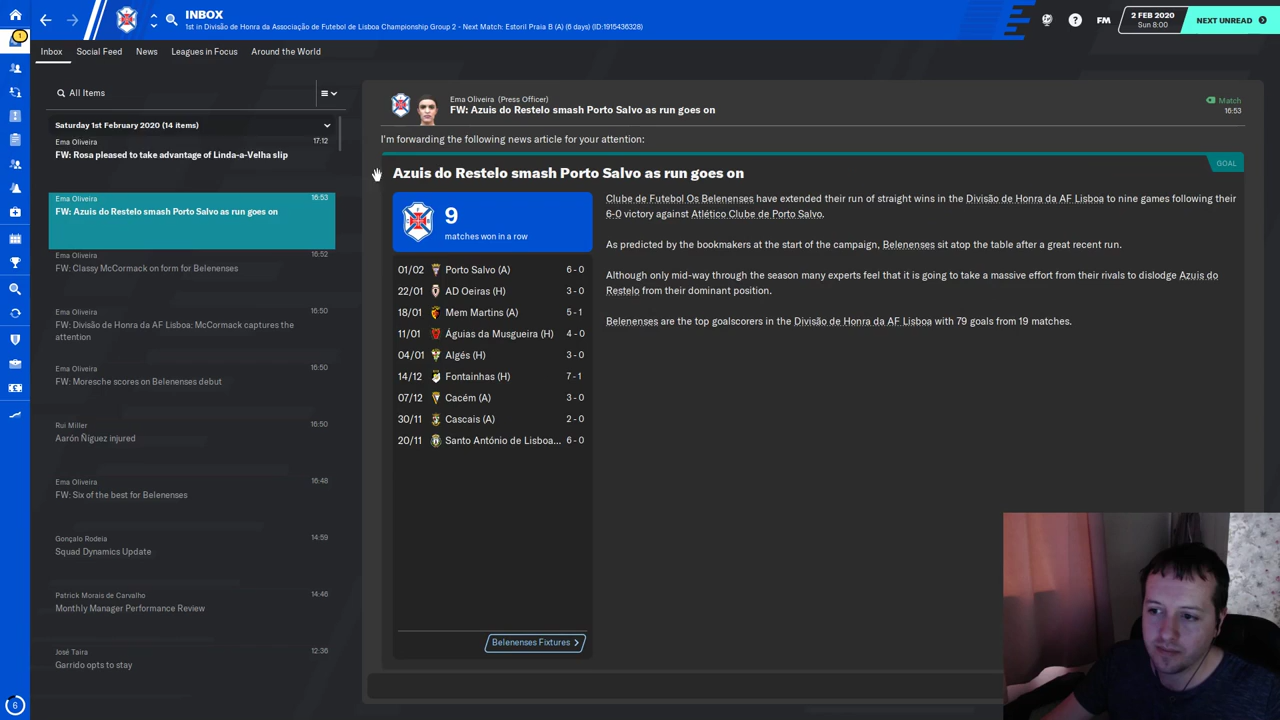 INBOX
1st in Divisão de Honra da Associação de Futebol de Lisboa Championship Group 2 - Next Match: Estoril Praia B (A) (6 days) (ID:1915436328)
FM
2 FEB 2020
Sun 8:00
NEXT UNREAD
1
Inbox
Social Feed
News
Leagues in Focus
Around the World
All Items
Saturday 1st February 2020 (14 items)
Ema Oliveira
17:12
FW: Rosa pleased to take advantage of Linda-a-Velha slip
Ema Oliveira
16:53
FW: Azuis do Restelo smash Porto Salvo as run goes on
Ema Oliveira
16:52
FW: Classy McCormack on form for Belenenses
Ema Oliveira
16:50
FW: Divisão de Honra da AF Lisboa: McCormack captures the
attention
Ema Oliveira
16:50
FW: Moresche scores on Belenenses debut
Rui Miller
16:50
Aarón Ñiguez injured
Ema Oliveira
16:48
FW: Six of the best for Belenenses
Gonçalo Rodeia
14:59
Squad Dynamics Update
Patrick Morais de Carvalho
14:46
Monthly Manager Performance Review
José Taira
12:36
Garrido opts to stay
6
Ema Oliveira (Press Officer)
FW: Azuis do Restelo smash Porto Salvo as run goes on
Match
16:53
I'm forwarding the following news article for your attention:
GOAL
Azuis do Restelo smash Porto Salvo as run goes on
9
matches won in a row
01/02 Porto Salvo (A) 6 - 0
22/01 AD Oeiras (H) 3 - 0
18/01 Mem Martins (A) 5 - 1
11/01 Águias da Musgueira (H) 4 - 0
04/01 Algés (H) 3 - 0
14/12 Fontainhas (H) 7 - 1
07/12 Cacém (A) 3 - 0
30/11 Cascais (A) 2 - 0
20/11 Santo António de Lisboa... 6 - 0
Belenenses Fixtures
Clube de Futebol Os Belenenses have extended their run of straight wins in the Divisão de Honra da AF Lisboa to nine games following their
6-0 victory against Atlético Clube de Porto Salvo.
As predicted by the bookmakers at the start of the campaign, Belenenses sit atop the table after a great recent run.
Although only mid-way through the season many experts feel that it is going to take a massive effort from their rivals to dislodge Azuis do
Restelo from their dominant position.
Belenenses are the top goalscorers in the Divisão de Honra da AF Lisboa with 79 goals from 19 matches.